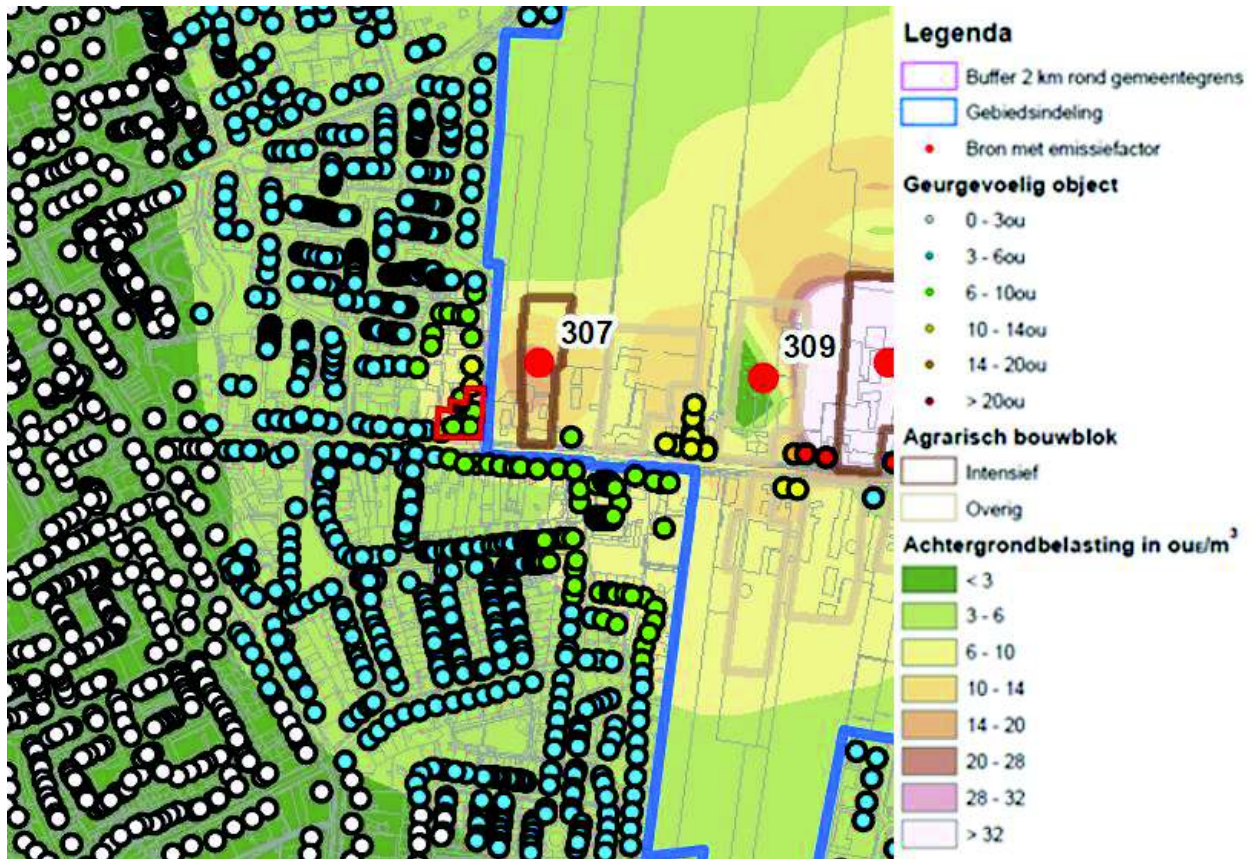 307
309
Legenda
Buffer 2 km rond gemeentegrens
Gebiedsindeling
Bron met emissiefactor
Geurgevoelig object
0 - 3ou
3 - 6ou
6 - 10ou
10 - 14ou
14 - 20ou
> 20ou
Agrarisch bouwblok
Intensief
Overig
Achtergrondbelasting in ouE/m³
< 3
3 - 6
6 - 10
10 - 14
14 - 20
20 - 28
28 - 32
> 32